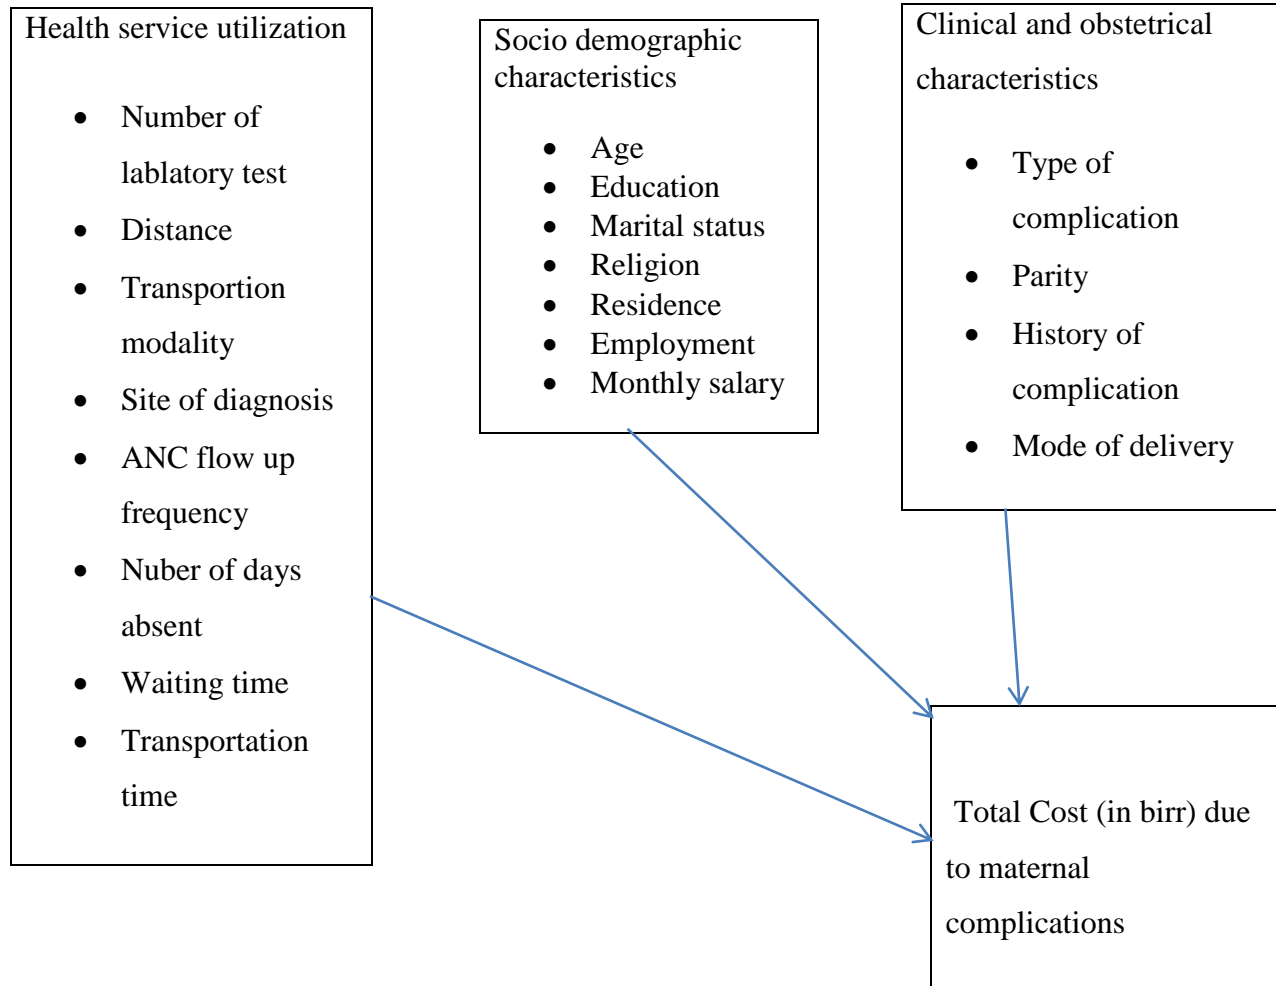 Health service utilization
• Number of
lablatory test
• Distance
• Transportion
modality
• Site of diagnosis
• ANC flow up
frequency
• Nuber of days
absent
• Waiting time
• Transportation
time
Socio demographic
characteristics
• Age
• Education
• Marital status
• Religion
• Residence
• Employment
• Monthly salary
Clinical and obstetrical
characteristics
• Type of
complication
• Parity
• History of
complication
• Mode of delivery
Total Cost (in birr) due
to maternal
complications